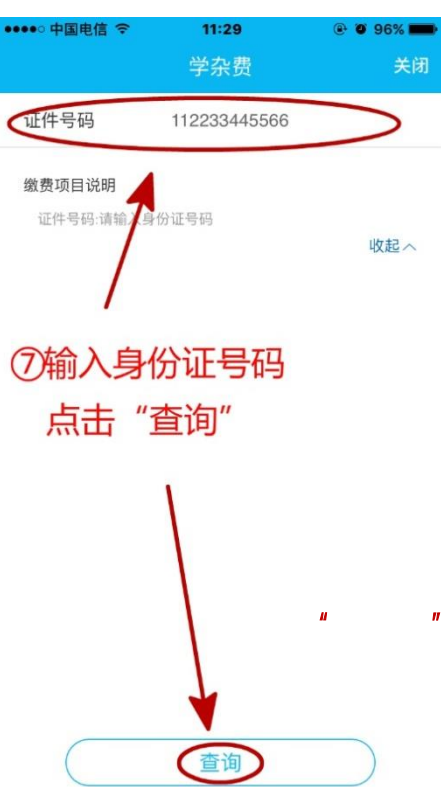 中国电信 11:29 96%
学杂费 关闭
证件号码 112233445566
缴费项目说明
证件号码:请输入身份证号码
收起
⑦输入身份证号码
点击“查询”
" "
查询